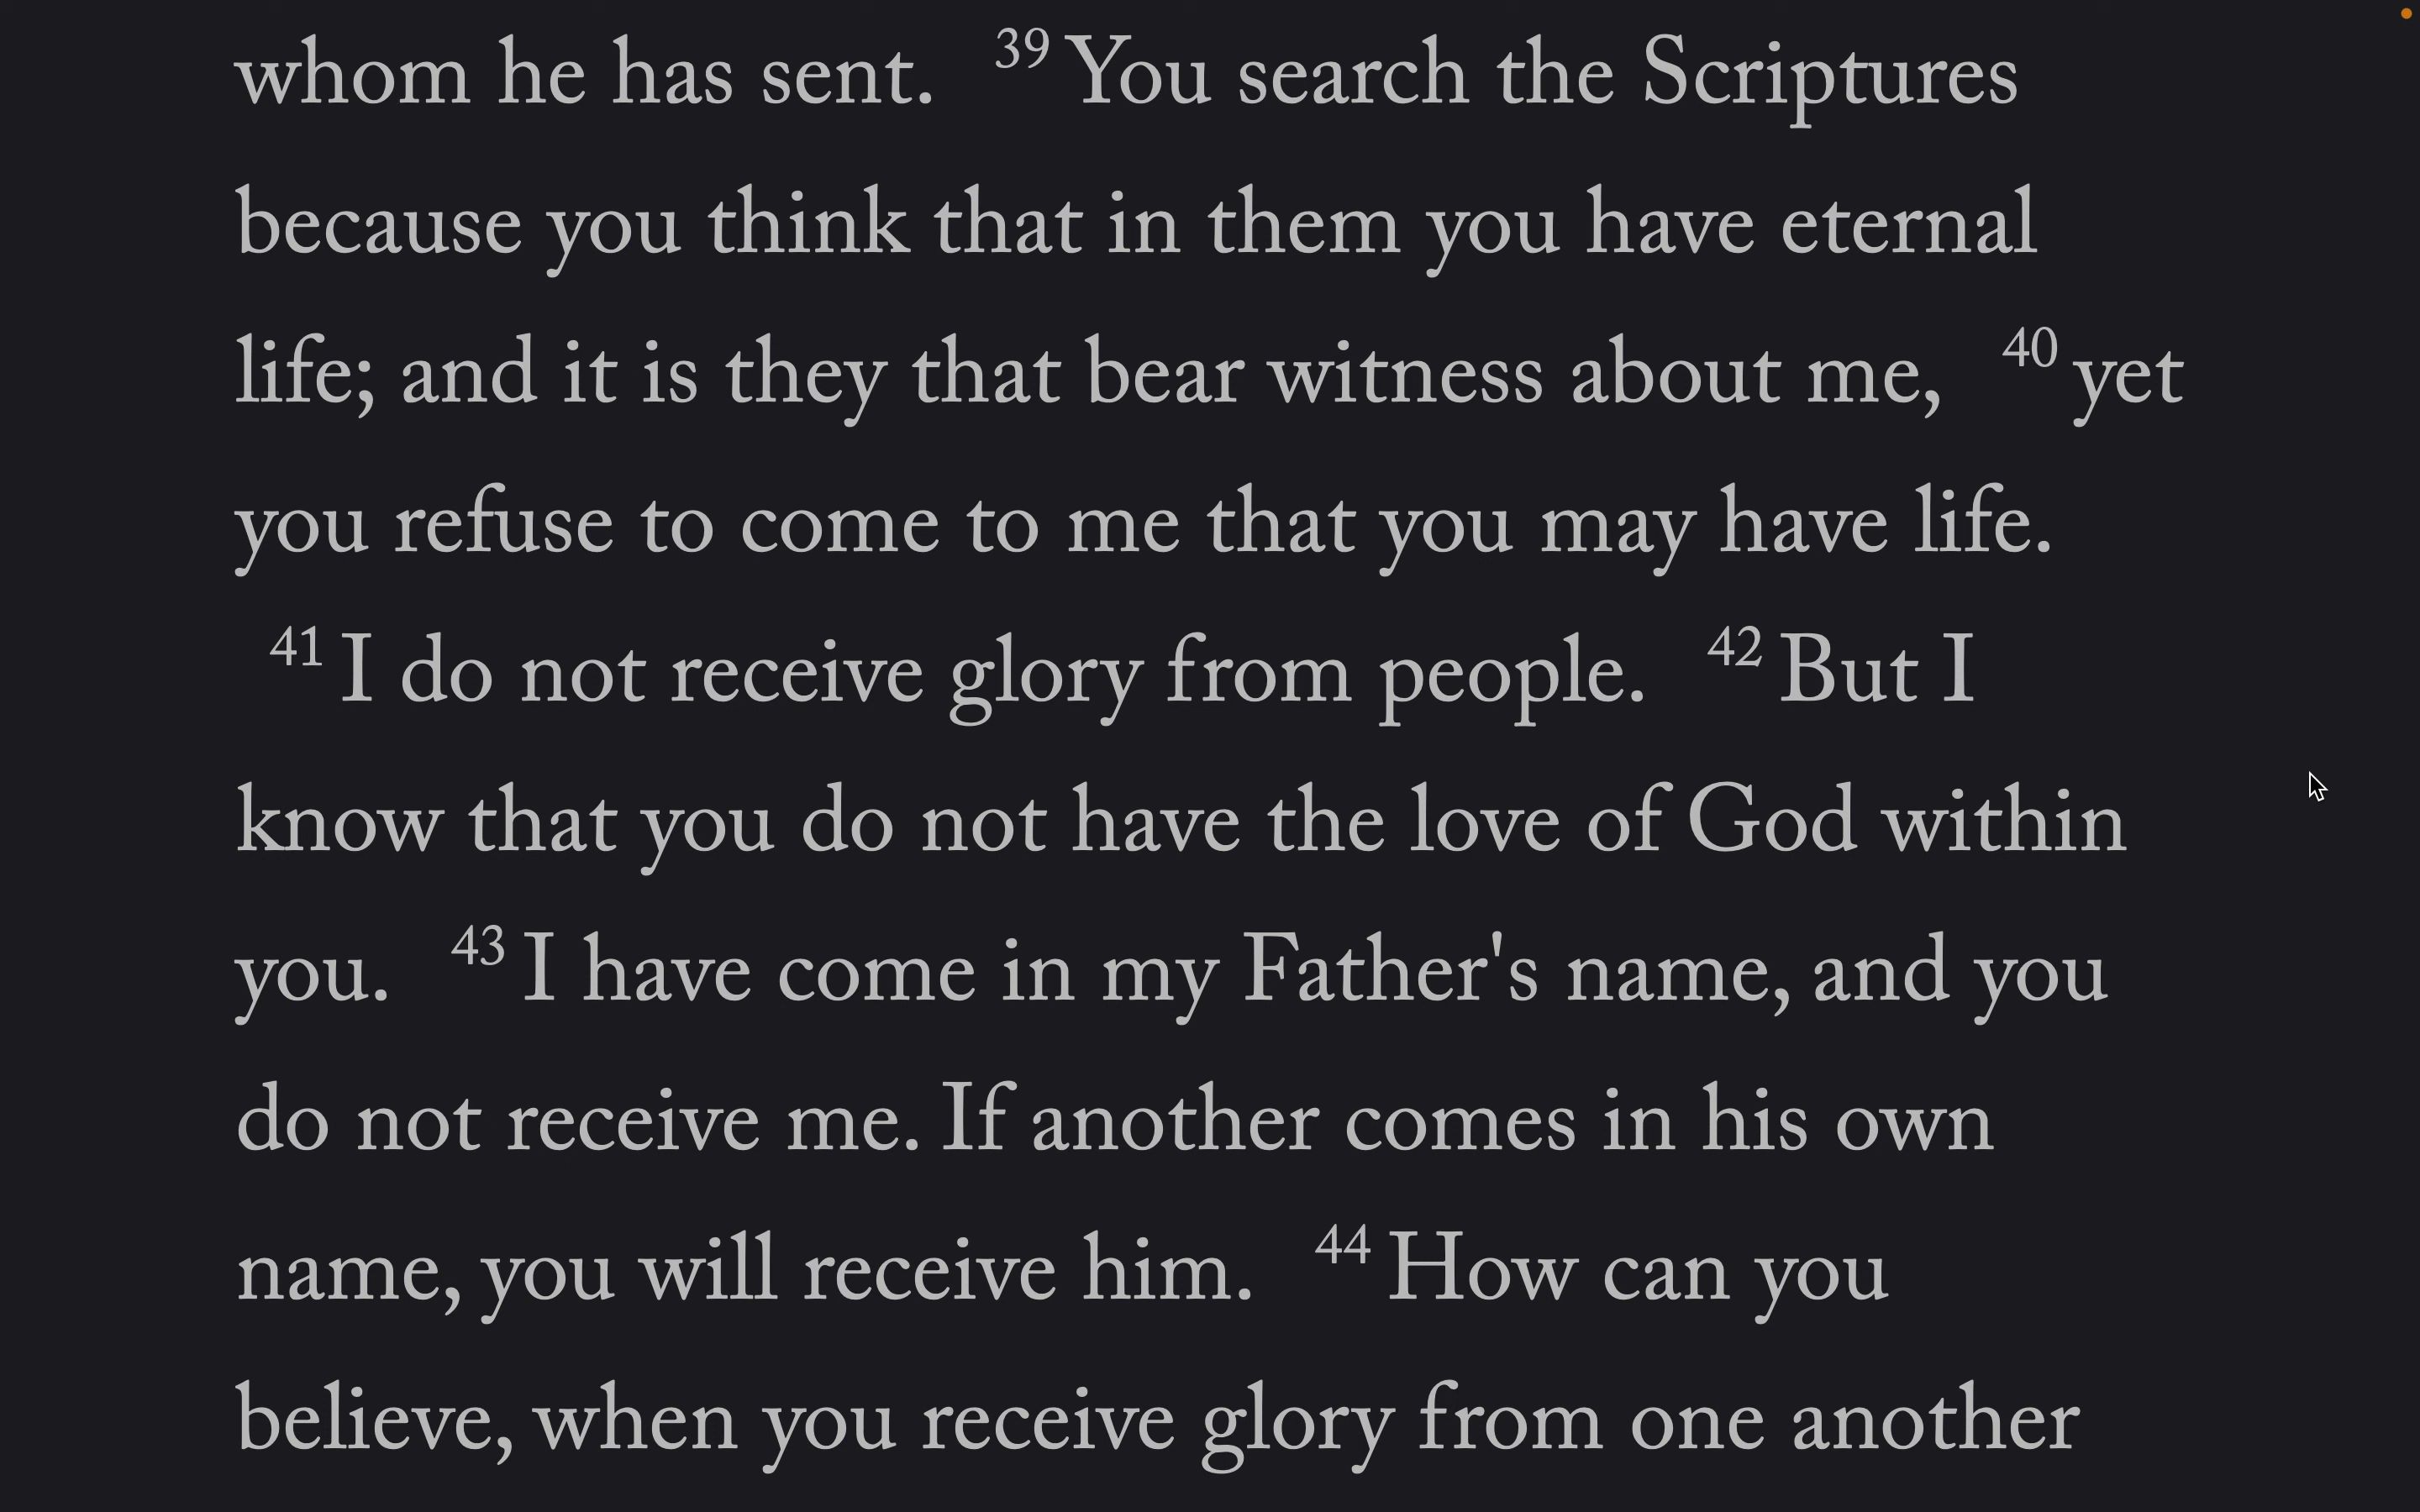 whom he has sent. 39 You search the Scriptures
because you think that in them you have eternal
life; and it is they that bear witness about me, 40 yet
you refuse to come to me that you may have life.
41 I do not receive glory from people. 42 But I
know that you do not have the love of God within
you. 43 I have come in my Father's name, and you
do not receive me. If another comes in his own
name, you will receive him. 44 How can you
believe, when you receive glory from one another